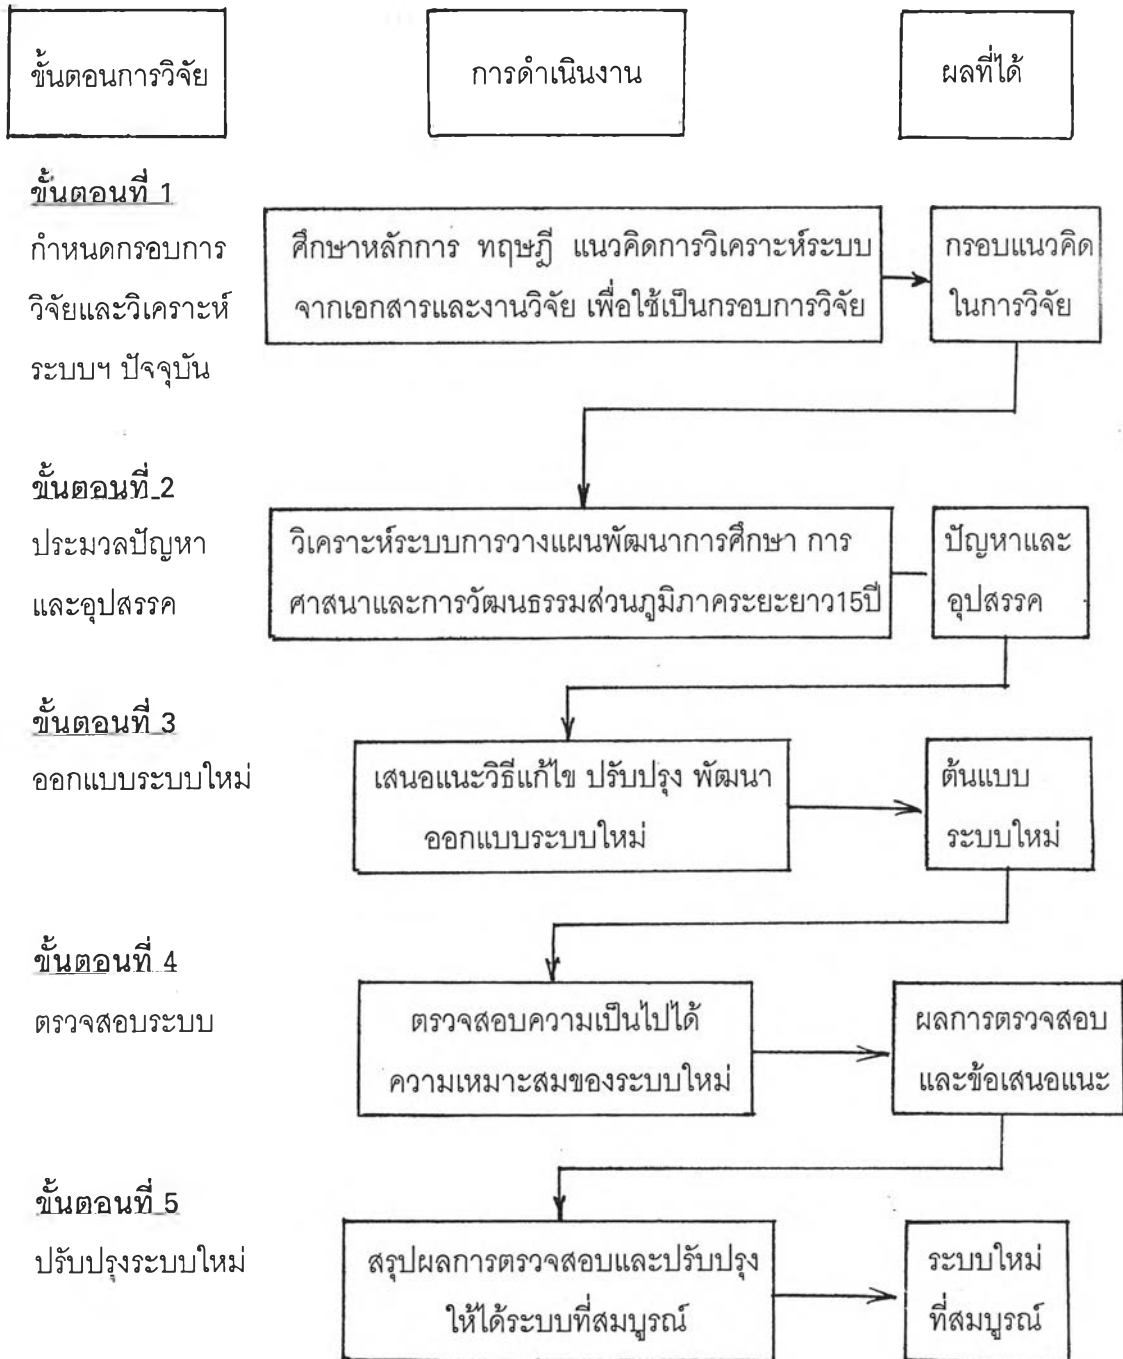 ขั้นตอนการวิจัย
การดำเนินงาน
ผลที่ได้
ขั้นตอนที่ 1
กำหนดกรอบการ
วิจัยและวิเคราะห์
ระบบฯ ปัจจุบัน
ศึกษาหลักการ ทฤษฎี แนวคิดการวิเคราะห์ระบบ
จากเอกสารและงานวิจัย เพื่อใช้เป็นกรอบการวิจัย
กรอบแนวคิด
ในการวิจัย
ขั้นตอนที่ 2
ประมวลปัญหา
และอุปสรรค
วิเคราะห์ระบบการวางแผนพัฒนาการศึกษา การ
ศาสนาและการวัฒนธรรมส่วนภูมิภาคระยะยาว15ปี
ปัญหาและ
อุปสรรค
ขั้นตอนที่ 3
ออกแบบระบบใหม่
เสนอแนะวิธีแก้ไข ปรับปรุง พัฒนา
ออกแบบระบบใหม่
ต้นแบบ
ระบบใหม่
ขั้นตอนที่ 4
ตรวจสอบระบบ
ตรวจสอบความเป็นไปได้
ความเหมาะสมของระบบใหม่
ผลการตรวจสอบ
และข้อเสนอแนะ
ขั้นตอนที่ 5
ปรับปรุงระบบใหม่
สรุปผลการตรวจสอบและปรับปรุง
ให้ได้ระบบที่สมบูรณ์
ระบบใหม่
ที่สมบูรณ์